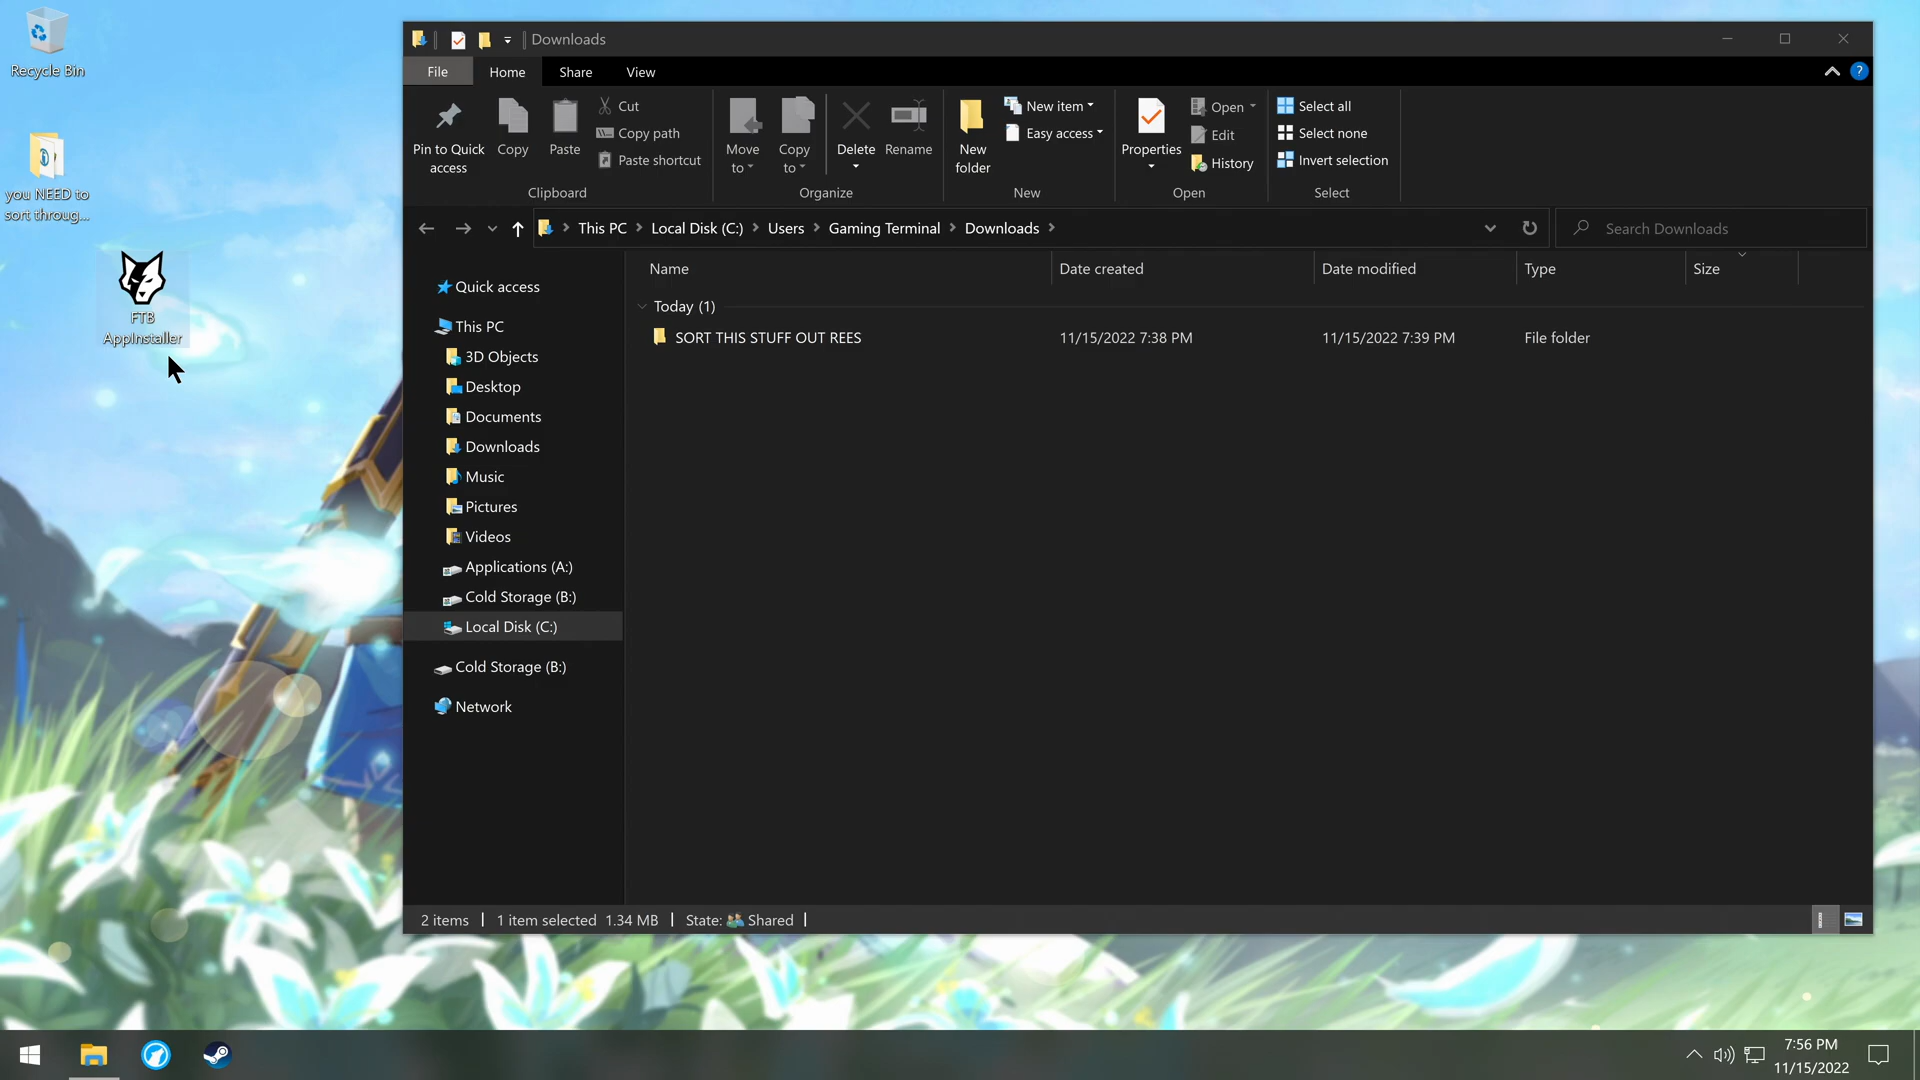 Recycle Bin
you NEED to
sort throug...
FTB
AppInstaller
Downloads
File
Home
Share
View
?
Pin to Quick
access
Copy
Paste
Cut
Copy path
Paste shortcut
Clipboard
Move
to
Copy
to
Delete
Rename
Organize
New
folder
New item
Easy access
New
Properties
Open
Edit
History
Open
Select all
Select none
Invert selection
Select
This PC
Local Disk (C:)
Users
Gaming Terminal
Downloads
Search Downloads
Name
Date created
Date modified
Type
Size
Today (1)
SORT THIS STUFF OUT REES
11/15/2022 7:38 PM
11/15/2022 7:39 PM
File folder
Quick access
This PC
3D Objects
Desktop
Documents
Downloads
Music
Pictures
Videos
Applications (A:)
Cold Storage (B:)
Local Disk (C:)
Cold Storage (B:)
Network
2 items
1 item selected 1.34 MB
State: Shared
7:56 PM
11/15/2022